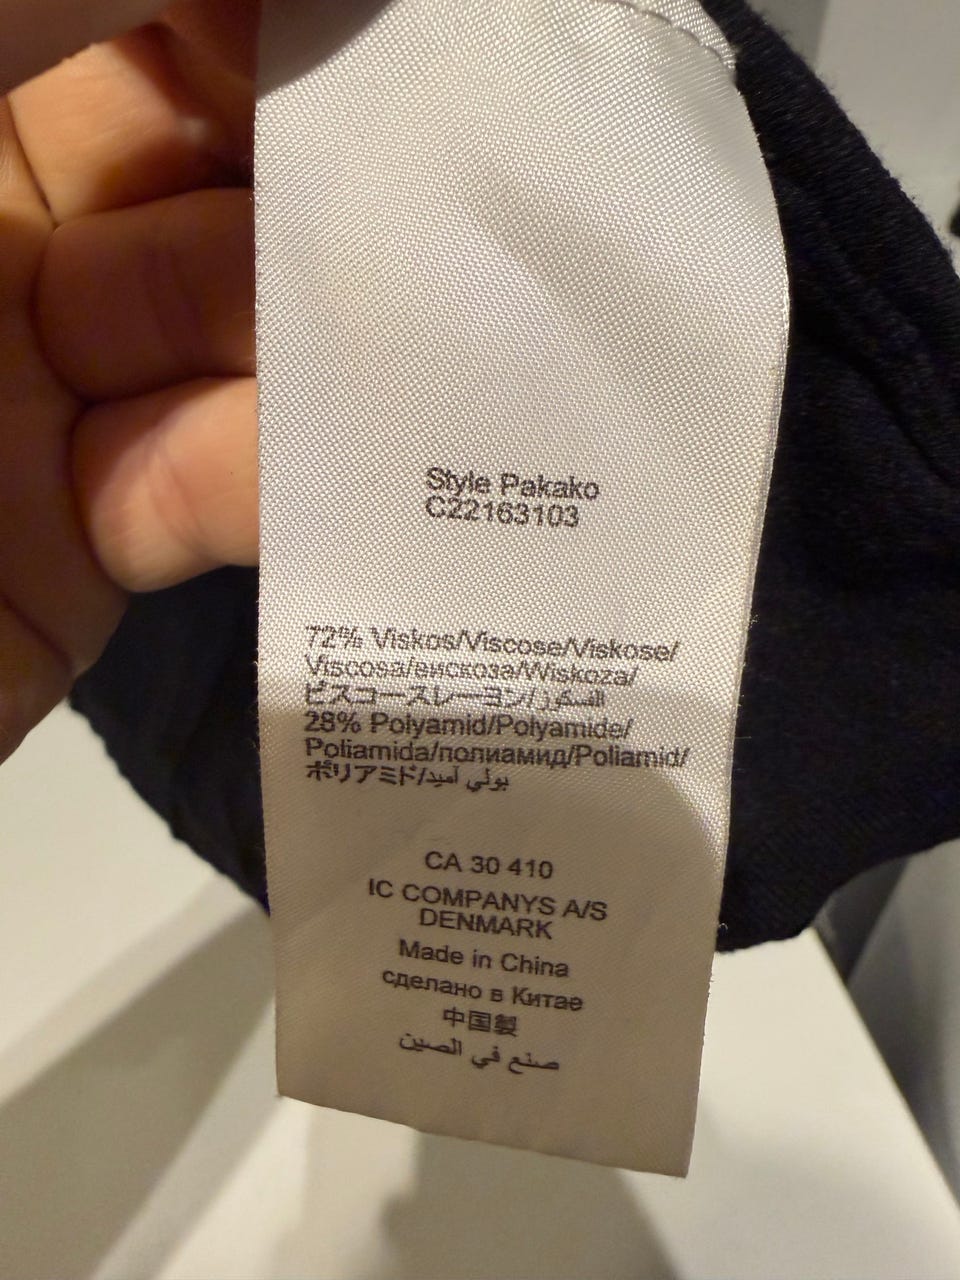 Style Pakako
C22163103
72% Viskos/Viscose/Viskose/
Viscosa/вискоза/Wiskoza/
ビスコースレーヨン/الفسكوز
28% Polyamid/Polyamide/
Poliamida/полиамид/Poliamid/
ポリアミド/بولي أميد
CA 30 410
IC COMPANYS A/S
DENMARK
Made in China
сделано в Китае
中国製
صنع في الصين